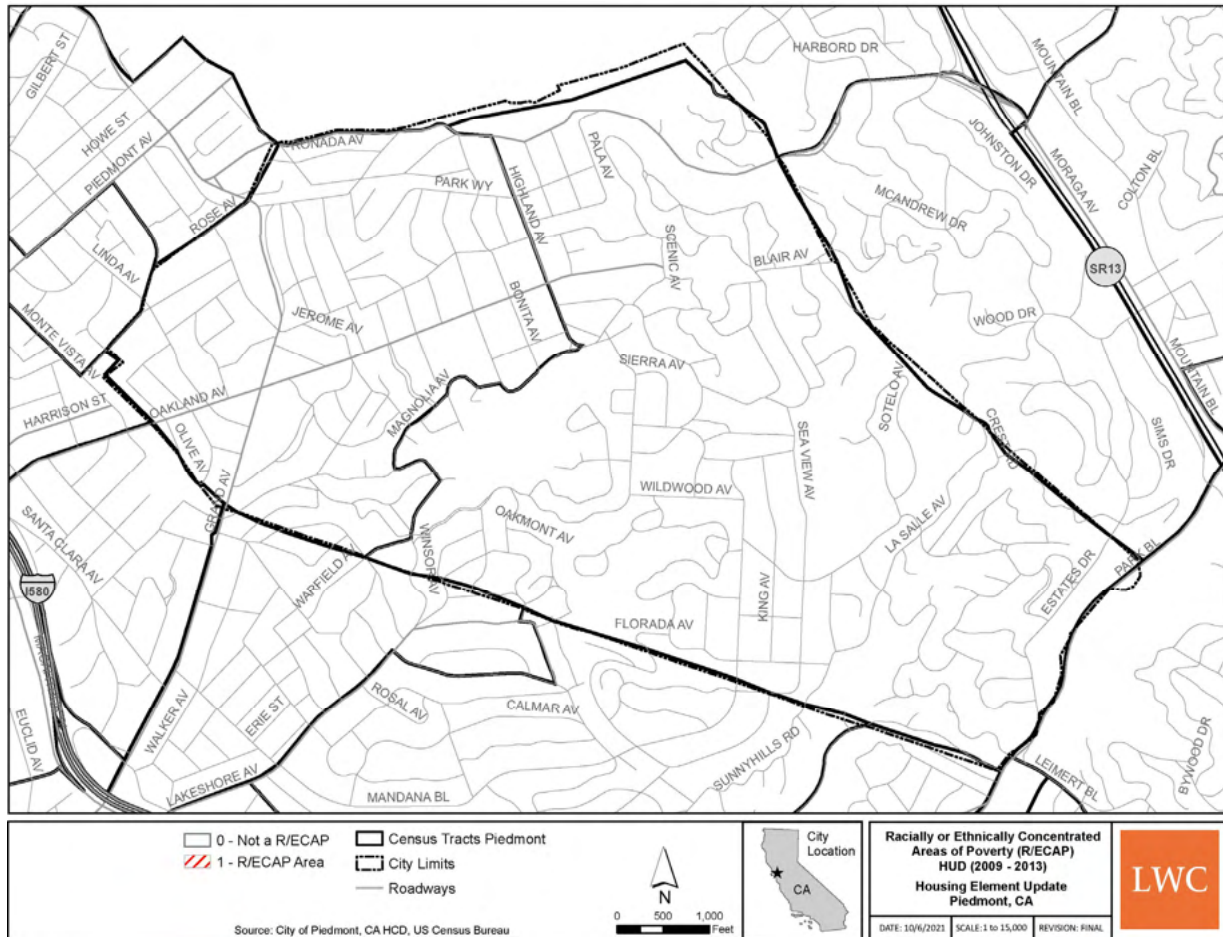 GILBERT ST
HOWE ST
PIEDMONT AV
HARBORD DR
MOUNTAIN BL
JOHNSTON DR
MORAGA AV
COLTON BL
RONADA AV
PALA AV
PARK WY
HIGHLAND AV
ROSE AV
MCANDREW DR
LINDA AV
SCENIC AV
BLAIR AV
SR13
BONITA AV
JEROME AV
WOOD DR
MONTE VISTA AV
SIERRA AV
MOUNTAIN BL
MAGNOLIA AV
HARRISON ST
OAKLAND AV
SOTELO AV
OLIVE AV
CREST RD
SIMS DR
SEA VIEW AV
GRAND AV
WILDWOOD AV
SANTA CLARA AV
OAKMONT AV
LA SALLE AV
WINSOR AV
WARFIELD AV
PARK BL
ESTATES DR
I580
KING AV
FLORADA AV
WALKER AV
ROSAL AV
ERIE ST
CALMAR AV
EUCLID AV
SUNNYHILLS RD
LEIMERT BL
BYWOOD DR
LAKESHORE AV
MANDANA BL
0 - Not a R/ECAP
1 - R/ECAP Area
Census Tracts Piedmont
City Limits
Roadways
Source: City of Piedmont, CA HCD, US Census Bureau
N
0 500 1,000
Feet
City
Location
CA
Racially or Ethnically Concentrated
Areas of Poverty (R/ECAP)
HUD (2009 - 2013)
Housing Element Update
Piedmont, CA
DATE: 10/6/2021 SCALE:1 to 15,000 REVISION: FINAL
LWC